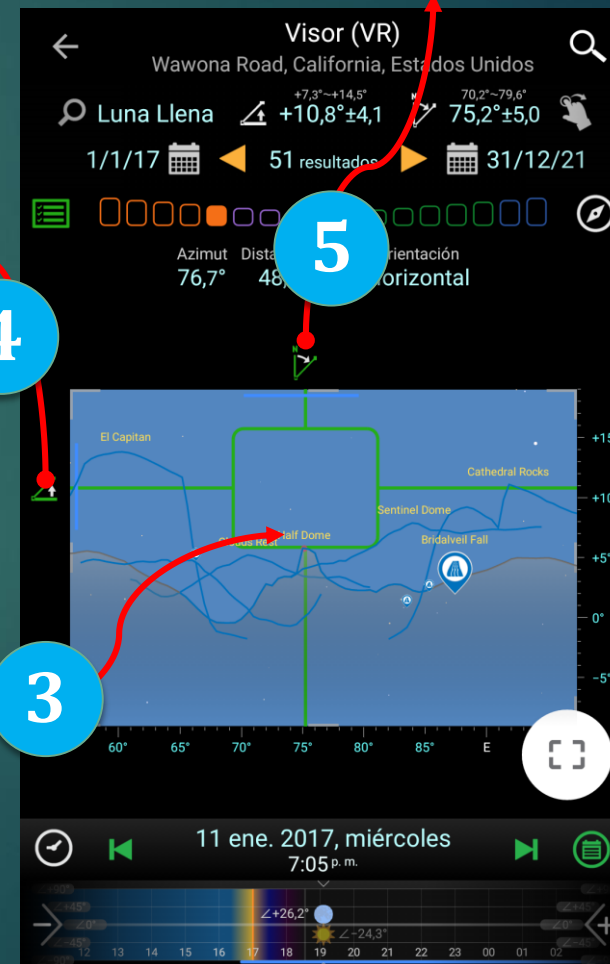 Visor (VR)
Wawona Road, California, Estados Unidos
+7,3°~+14,5° 70,2°~79,6°
Luna Llena +10,8°±4,1 N 75,2°±5,0
1/1/17 51 resultados 31/12/21
5
Azimut
76,7° 48,
4
N
El Capitan
+15
Cathedral Rocks
+10
Sentinel Dome
Half Dome
Bridalveil Fall
+5°
0°
3
-5°
60° 65° 70° 75° 80° 85° E
11 ene. 2017, miércoles
7:05 p. m.
∠+26,2°
∠-24,3°
12 13 14 15 16 17 18 19 20 21 22 23 00 01 02